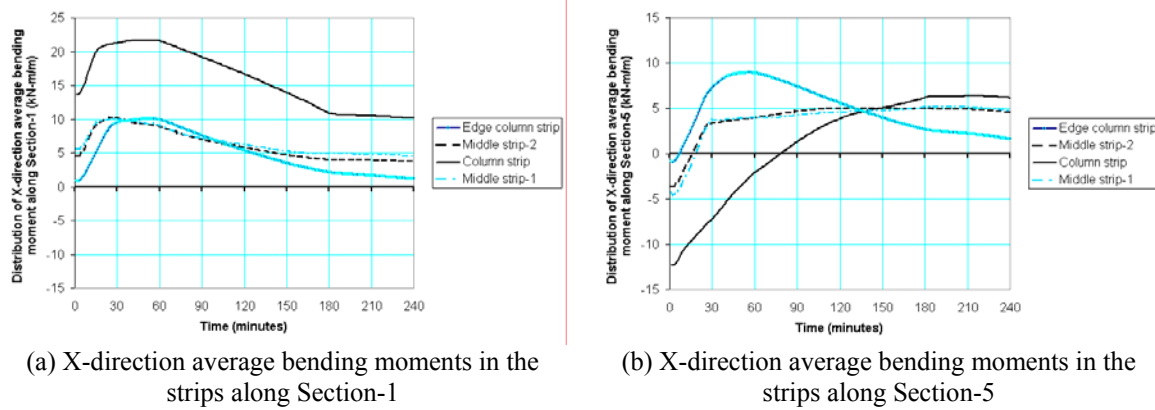 Distribution of X-direction average bending
moment along Section-1 (kN-m/m)
25
20
15
10
5
0
-5
-10
-15
0 30 60 90 120 150 180 210 240
Time (minutes)
Edge column strip
Middle strip-2
Column strip
Middle strip-1
(a) X-direction average bending moments in the
strips along Section-1
Distribution of X-direction average bending
moment along Section-5 (kN-m/m)
15
10
5
0
-5
-10
-15
0 30 60 90 120 150 180 210 240
Time (minutes)
Edge column strip
Middle strip-2
Column strip
Middle strip-1
(b) X-direction average bending moments in the
strips along Section-5